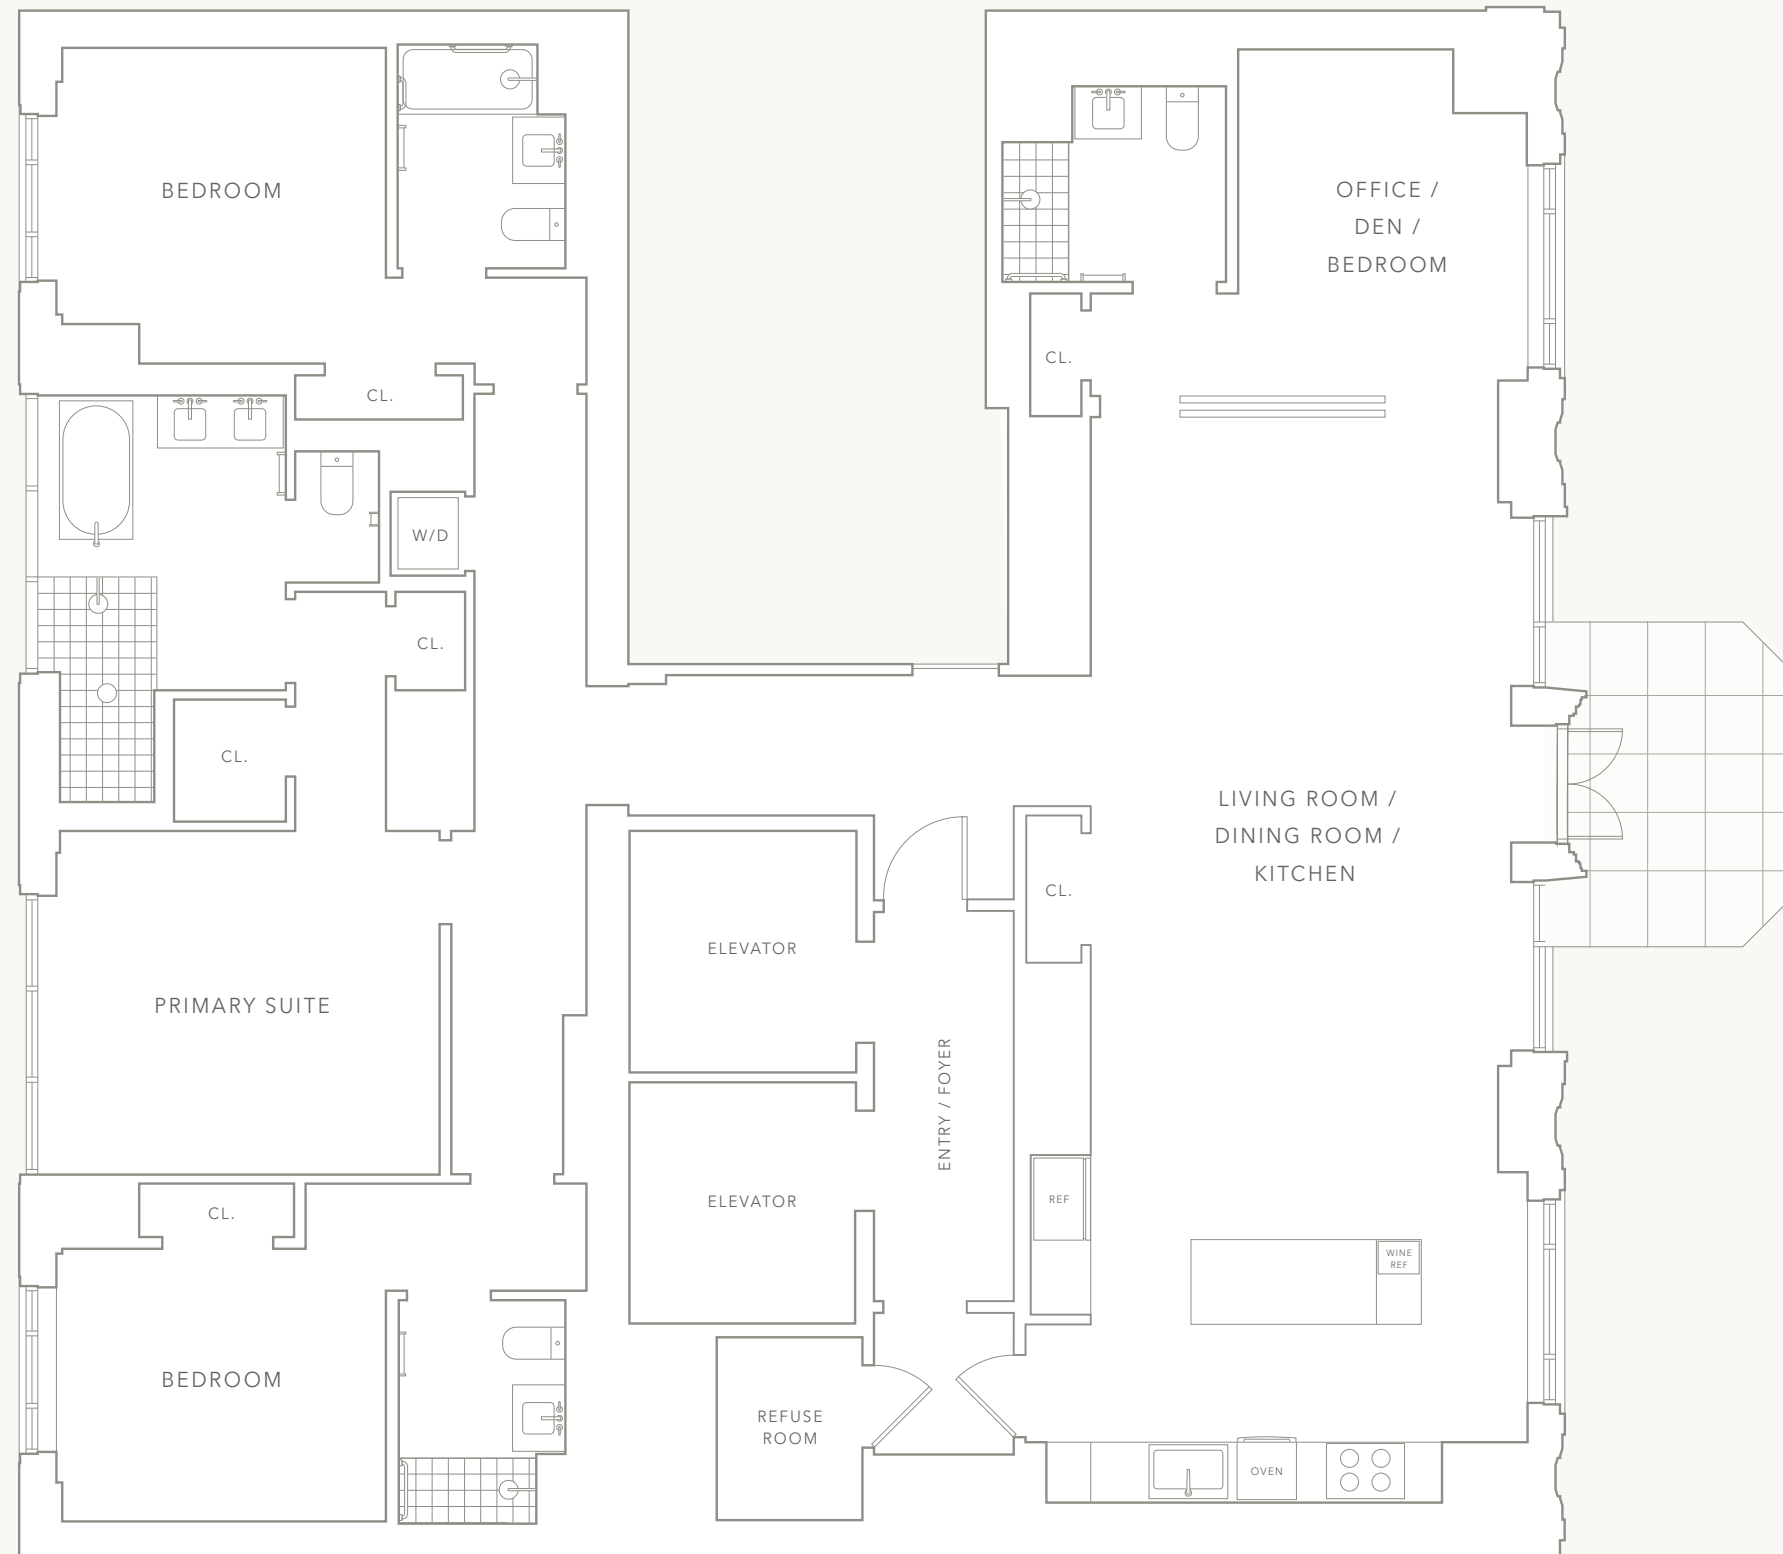 BEDROOM
OFFICE /
DEN /
BEDROOM
CL.
CL.
W/D
CL.
CL.
LIVING ROOM /
DINING ROOM /
KITCHEN
CL.
ELEVATOR
PRIMARY SUITE
ENTRY / FOYER
ELEVATOR
REF
CL.
WINE
REF
BEDROOM
REFUSE
ROOM
OVEN